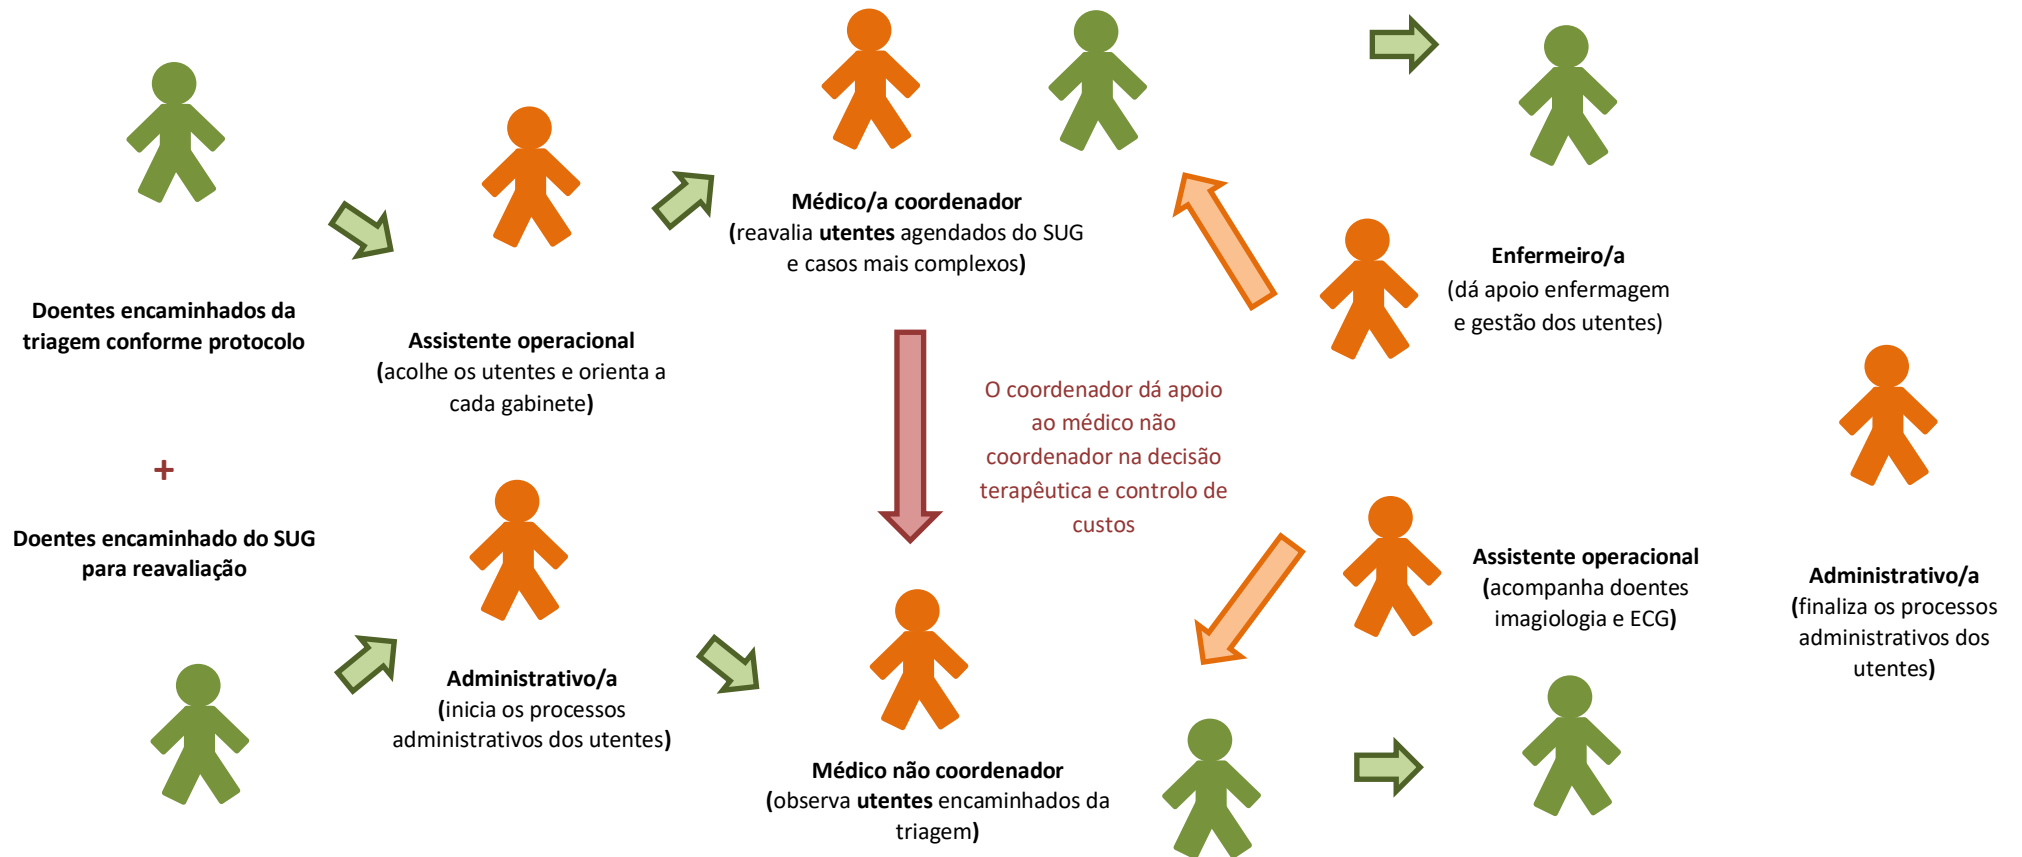 Doentes encaminhados da
triagem conforme protocolo
+
Doentes encaminhado do SUG
para reavaliação
Assistente operacional
(acolhe os utentes e orienta a
cada gabinete)
Administrativo/a
(inicia os processos
administrativos dos utentes)
Médico/a coordenador
(reavalia utentes agendados do SUG
e casos mais complexos)
O coordenador dá apoio
ao médico não
coordenador na decisão
terapêutica e controlo de
custos
Médico não coordenador
(observa utentes encaminhados da
triagem)
Enfermeiro/a
(dá apoio enfermagem
e gestão dos utentes)
Assistente operacional
(acompanha doentes
imagiologia e ECG)
Administrativo/a
(finaliza os processos
administrativos dos
utentes)